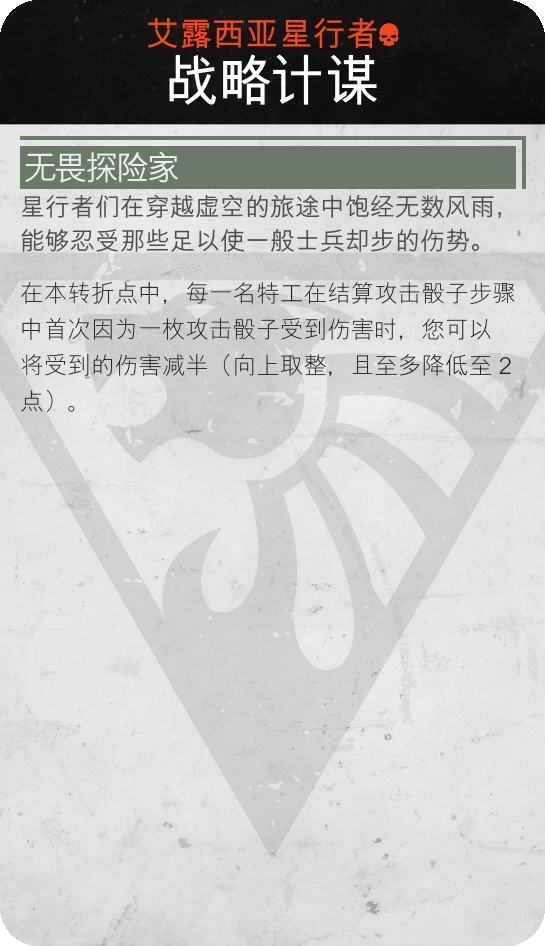 艾露西亚星行者
战略计谋
无畏探险家
星行者们在穿越虚空的旅途中饱经无数风雨，
能够忍受那些足以使一般士兵却步的伤势。
在本转折点中，每一名特工在结算攻击骰子步骤
中首次因为一枚攻击骰子受到伤害时，您可以
将受到的伤害减半（向上取整，且至多降低至 2
点）。